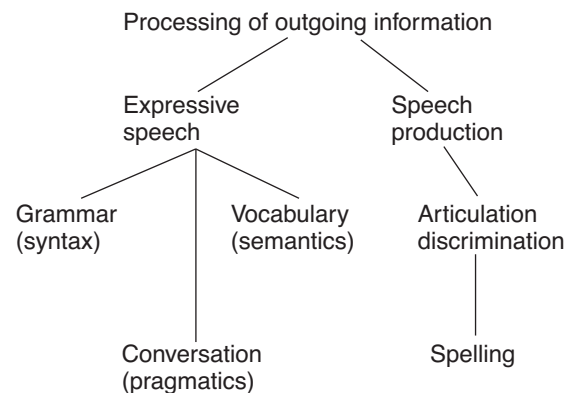 Processing of outgoing information
Expressive
speech
Speech
production
Grammar
(syntax)
Vocabulary
(semantics)
Articulation
discrimination
Conversation
(pragmatics)
Spelling